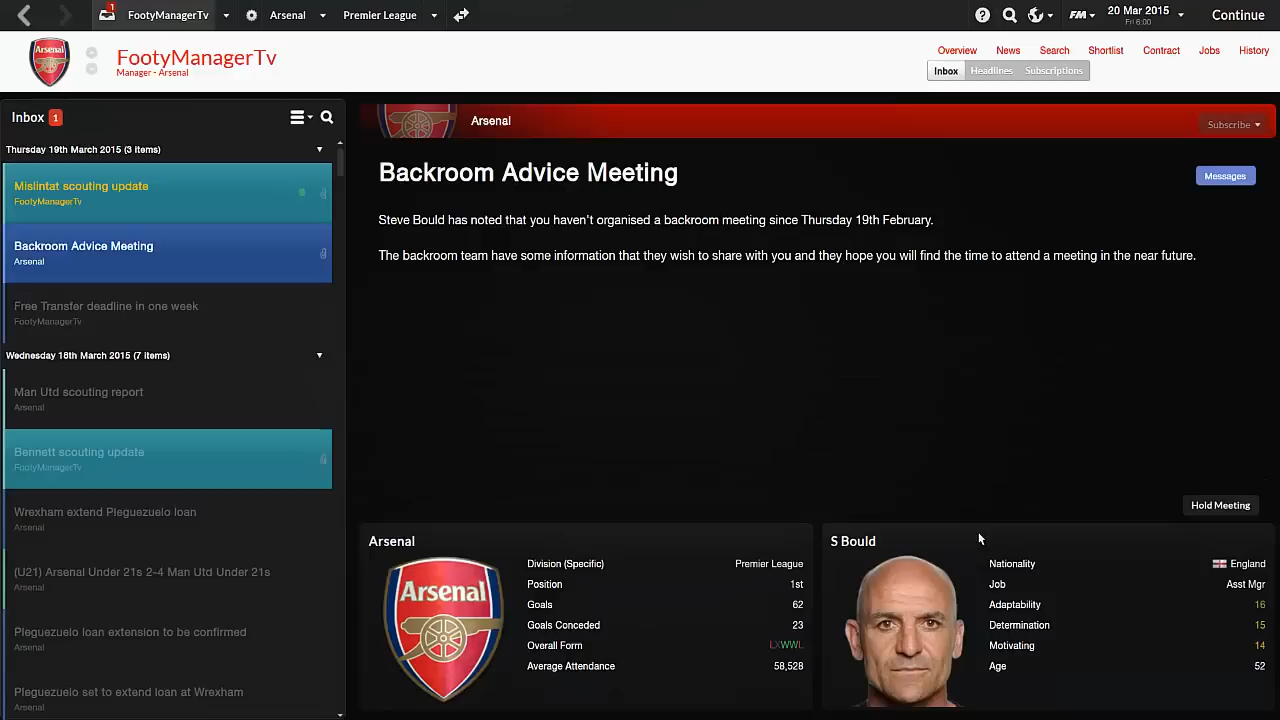 1
FootyManagerTv
Arsenal
Premier League
FM
20 Mar 2015
Fri 6:00
Continue
Arsenal
FootyManagerTv
Manager - Arsenal
Overview
News
Search
Shortlist
Contract
Jobs
History
Inbox
Headlines
Subscriptions
Inbox 1
Thursday 19th March 2015 (3 items)
Mislintat scouting update
FootyManagerTv
Backroom Advice Meeting
Arsenal
Free Transfer deadline in one week
FootyManagerTv
Wednesday 18th March 2015 (7 items)
Man Utd scouting report
Arsenal
Bennett scouting update
FootyManagerTv
Wrexham extend Pleguezuelo loan
Arsenal
(U21) Arsenal Under 21s 2-4 Man Utd Under 21s
Arsenal
Pleguezuelo loan extension to be confirmed
Arsenal
Pleguezuelo set to extend loan at Wrexham
Arsenal
Arsenal
Subscribe
Backroom Advice Meeting
Messages
Steve Bould has noted that you haven't organised a backroom meeting since Thursday 19th February.
The backroom team have some information that they wish to share with you and they hope you will find the time to attend a meeting in the near future.
Hold Meeting
Arsenal
Arsenal
Division (Specific) Premier League
Position 1st
Goals 62
Goals Conceded 23
Overall Form LXWWL
Average Attendance 58,528
S Bould
Nationality England
Job Asst Mgr
Adaptability 16
Determination 15
Motivating 14
Age 52